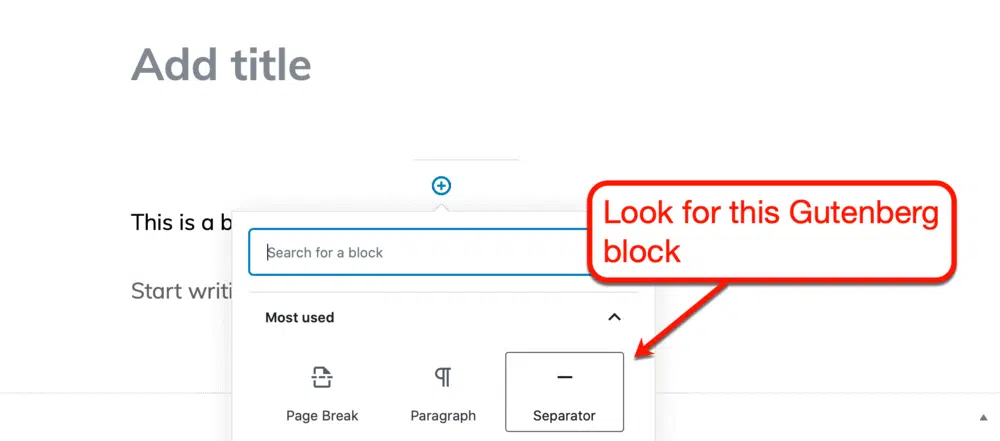 Add title
This is a b
Look for this Gutenberg
block
Search for a block
Start writi
Most used
Page Break
Paragraph
Separator